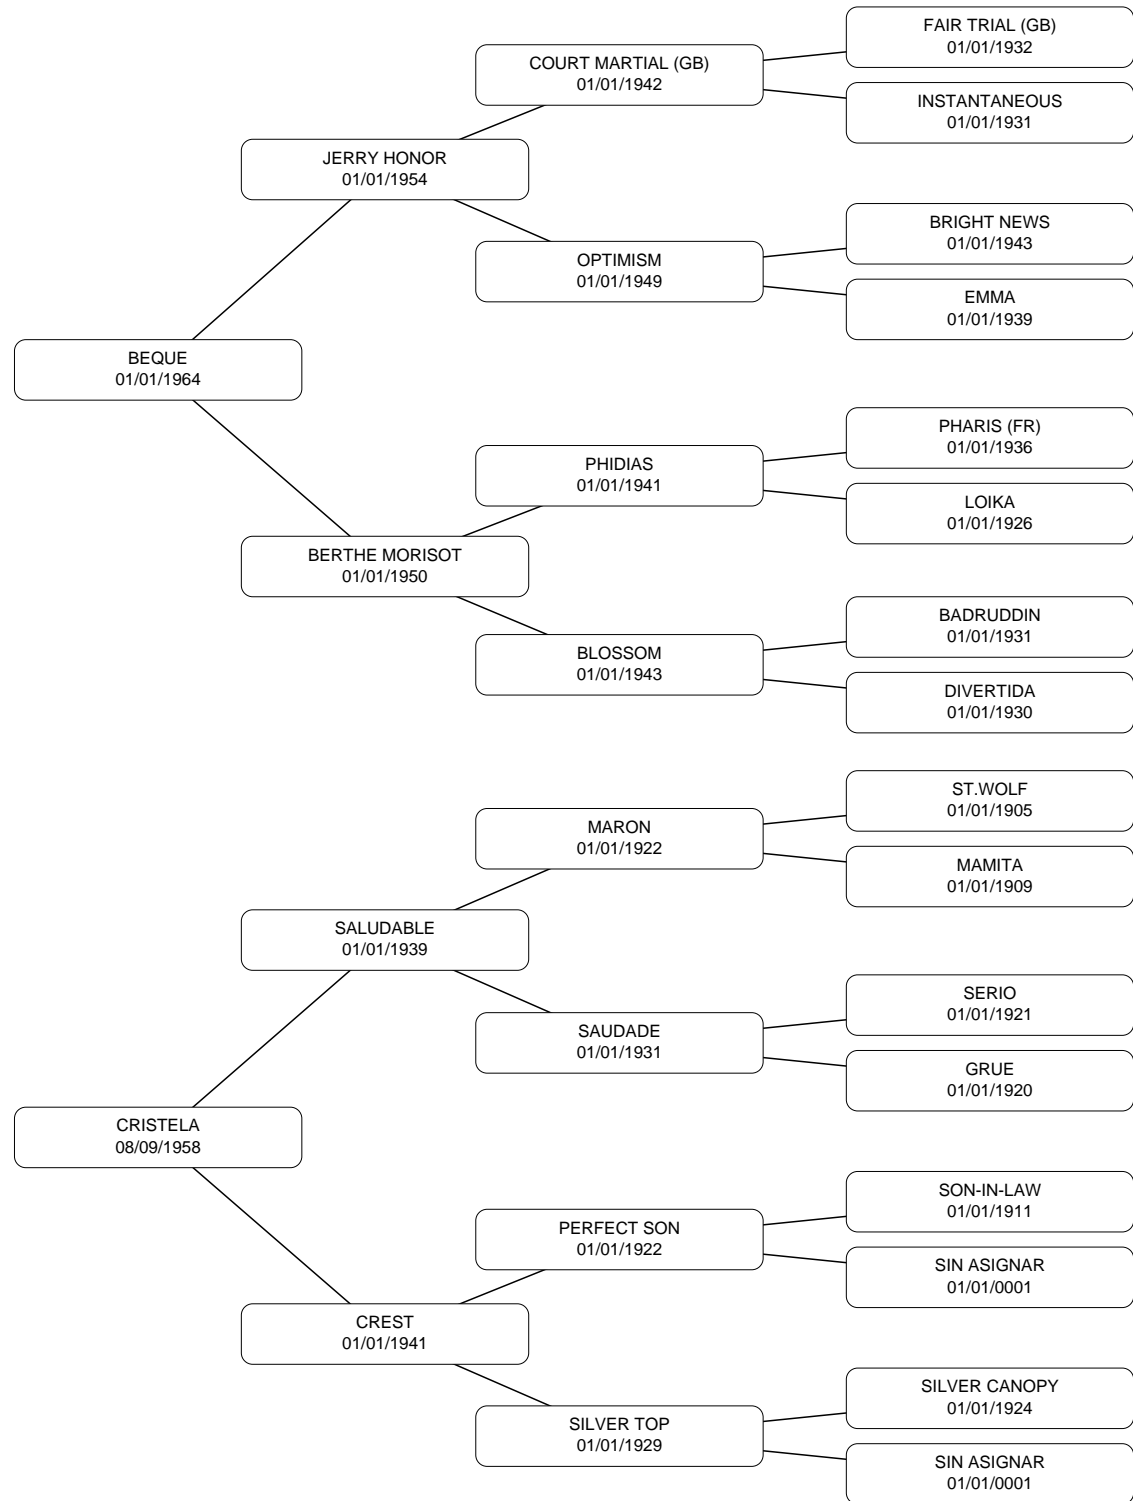 FAIR TRIAL (GB)
01/01/1932
COURT MARTIAL (GB)
01/01/1942
INSTANTANEOUS
01/01/1931
JERRY HONOR
01/01/1954
BRIGHT NEWS
01/01/1943
OPTIMISM
01/01/1949
EMMA
01/01/1939
BEQUE
01/01/1964
PHARIS (FR)
01/01/1936
PHIDIAS
01/01/1941
LOIKA
01/01/1926
BERTHE MORISOT
01/01/1950
BADRUDDIN
01/01/1931
BLOSSOM
01/01/1943
DIVERTIDA
01/01/1930
ST.WOLF
01/01/1905
MARON
01/01/1922
MAMITA
01/01/1909
SALUDABLE
01/01/1939
SERIO
01/01/1921
SAUDADE
01/01/1931
GRUE
01/01/1920
CRISTELA
08/09/1958
SON-IN-LAW
01/01/1911
PERFECT SON
01/01/1922
SIN ASIGNAR
01/01/0001
CREST
01/01/1941
SILVER CANOPY
01/01/1924
SILVER TOP
01/01/1929
SIN ASIGNAR
01/01/0001